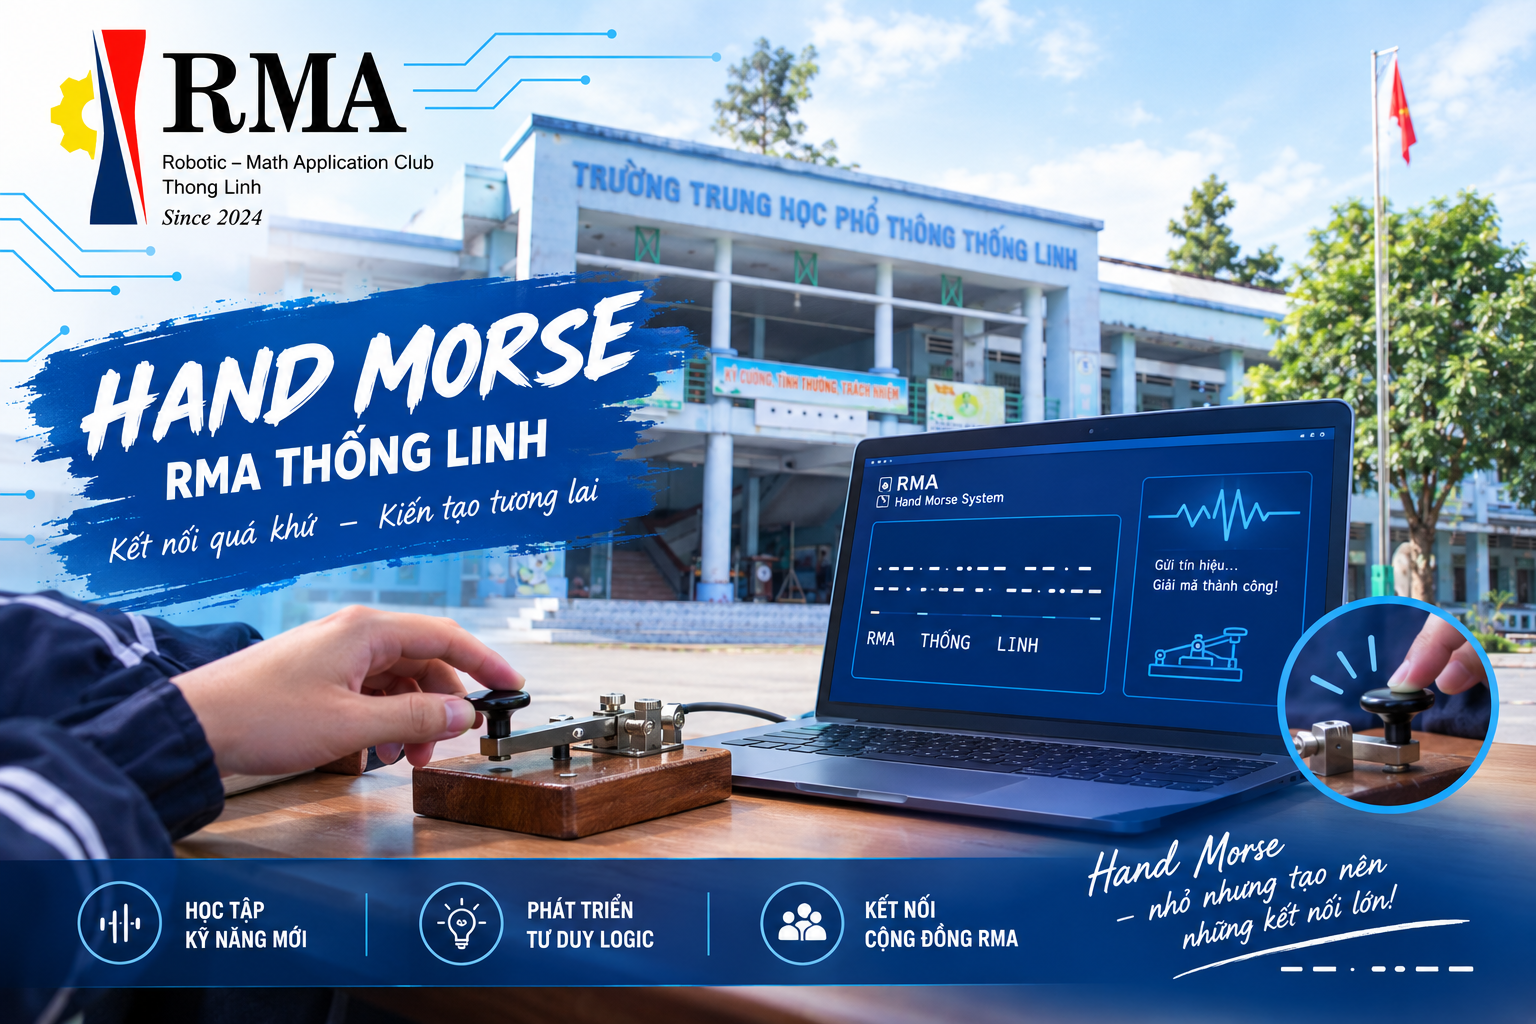 RMA
Robotic – Math Application Club
Thong Linh
Since 2024
TRƯỜNG TRUNG HỌC PHỔ THÔNG THỐNG LINH
HAND MORSE
RMA THỐNG LINH
Kết nối quá khứ – Kiến tạo tương lai
KỶ CƯƠNG, TÌNH THƯƠNG, TRÁCH NHIỆM
RMA
Hand Morse System
RMA THỐNG LINH
Gửi tín hiệu...
Giải mã thành công!
HỌC TẬP
KỸ NĂNG MỚI
PHÁT TRIỂN
TƯ DUY LOGIC
KẾT NỐI
CỘNG ĐỒNG RMA
Hand Morse
– nhỏ nhưng tạo nên
những kết nối lớn!